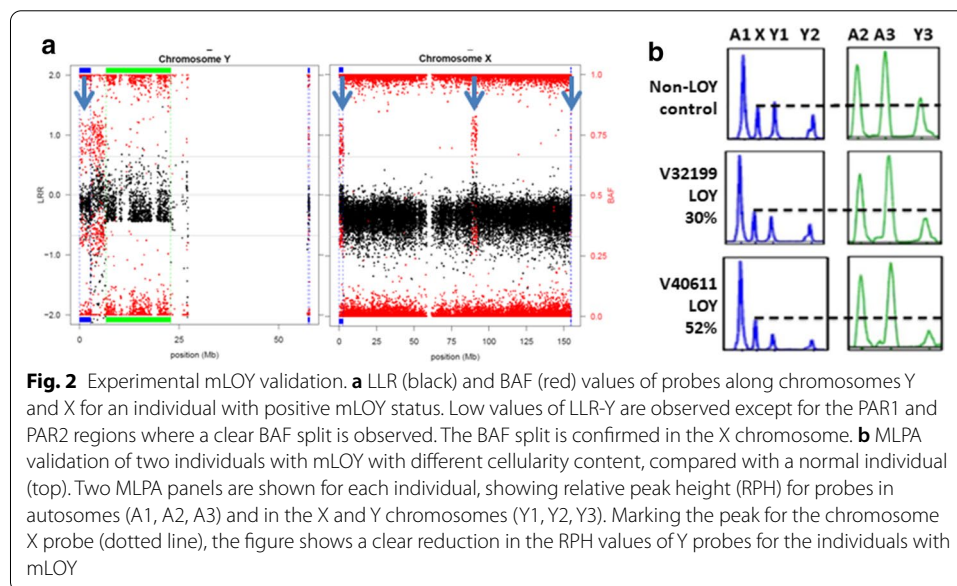 a
Chromosome Y
Chromosome X
2.0
1.0
0.0
-1.0
-2.0
LRR
0 25 50
position (Mb)
0 25 50 75 100 125 150
position (Mb)
1.0
0.75
0.5
0.25
0.0
BAF
b
A1 X Y1 Y2
A2 A3 Y3
Non-LOY
control
V32199
LOY
30%
V40611
LOY
52%
Fig. 2 Experimental mLOY validation. a LLR (black) and BAF (red) values of probes along chromosomes Y
and X for an individual with positive mLOY status. Low values of LLR-Y are observed except for the PAR1 and
PAR2 regions where a clear BAF split is observed. The BAF split is confirmed in the X chromosome. b MLPA
validation of two individuals with mLOY with different cellularity content, compared with a normal individual
(top). Two MLPA panels are shown for each individual, showing relative peak height (RPH) for probes in
autosomes (A1, A2, A3) and in the X and Y chromosomes (Y1, Y2, Y3). Marking the peak for the chromosome
X probe (dotted line), the figure shows a clear reduction in the RPH values of Y probes for the individuals with
mLOY